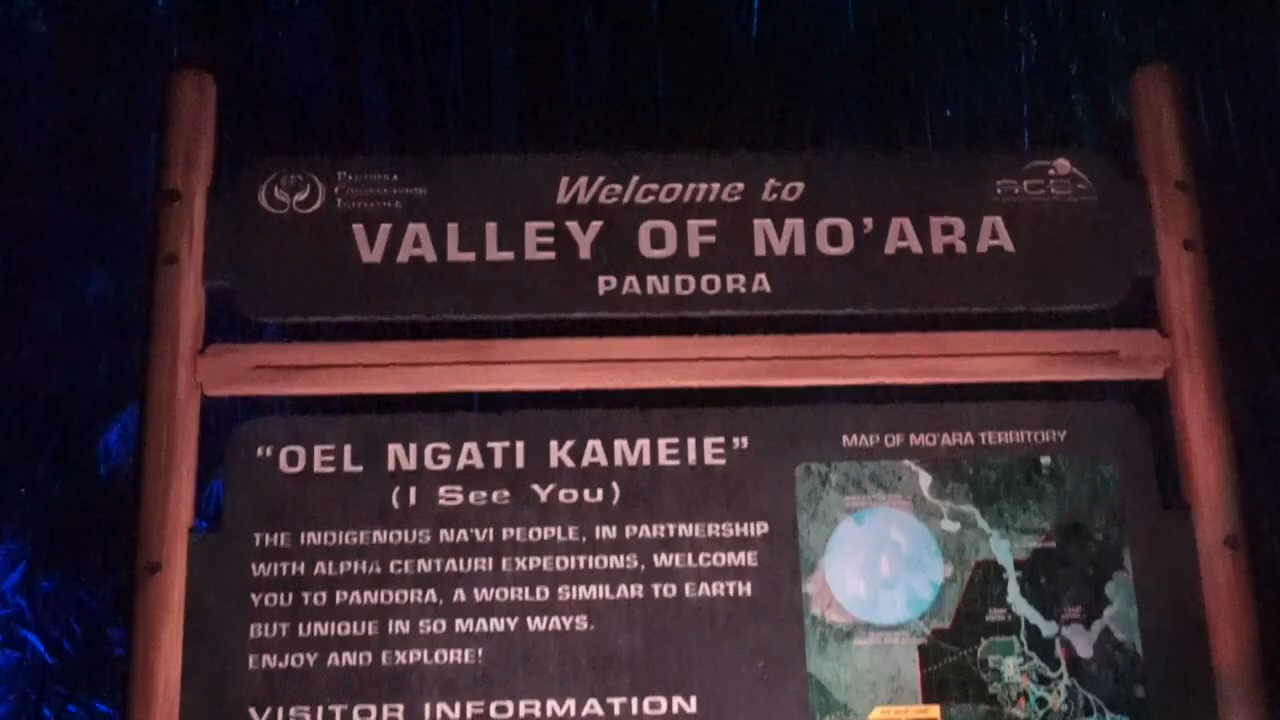 PANDORA
CONSERVATION
INITIATIVE
ACE
Welcome to
VALLEY OF MO'ARA
PANDORA
"OEL NGATI KAMEIE"
(I See You)
THE INDIGENOUS NA'VI PEOPLE, IN PARTNERSHIP
WITH ALPHA CENTAURI EXPEDITIONS, WELCOME
YOU TO PANDORA, A WORLD SIMILAR TO EARTH
BUT UNIQUE IN SO MANY WAYS.
ENJOY AND EXPLORE!
VISITOR INFORMATION
MAP OF MO'ARA TERRITORY